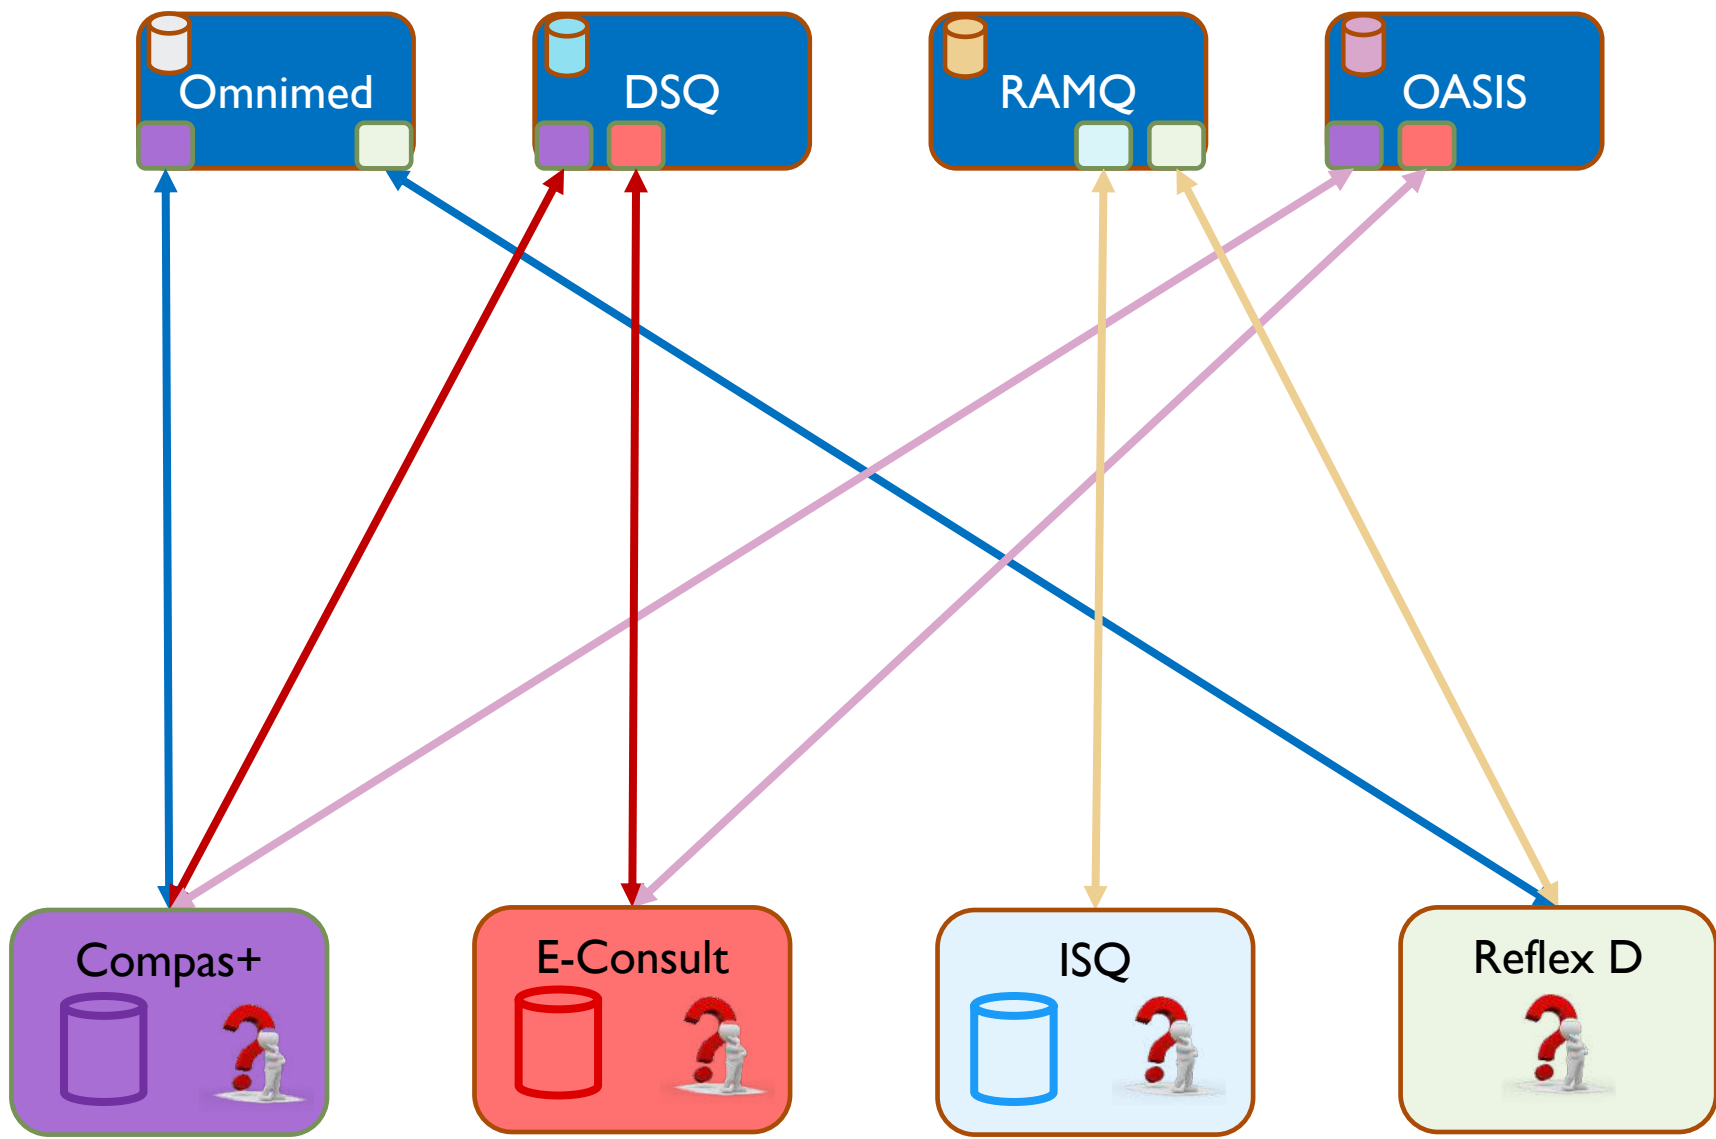 Omnimed
DSQ
RAMQ
OASIS
Compas+
E-Consult
ISQ
Reflex D